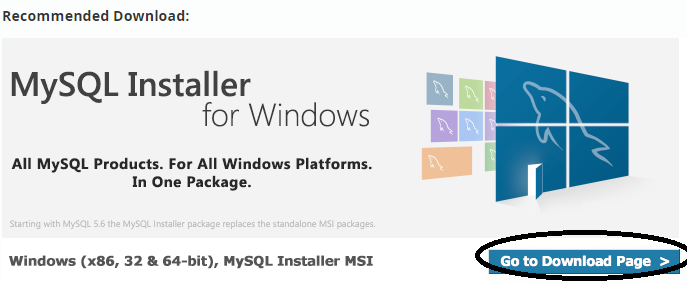 Recommended Download:
MySQL Installer
for Windows
All MySQL Products. For All Windows Platforms.
In One Package.
Starting with MySQL 5.6 the MySQL Installer package replaces the standalone MSI packages.
Windows (x86, 32 & 64-bit), MySQL Installer MSI
Go to Download Page >